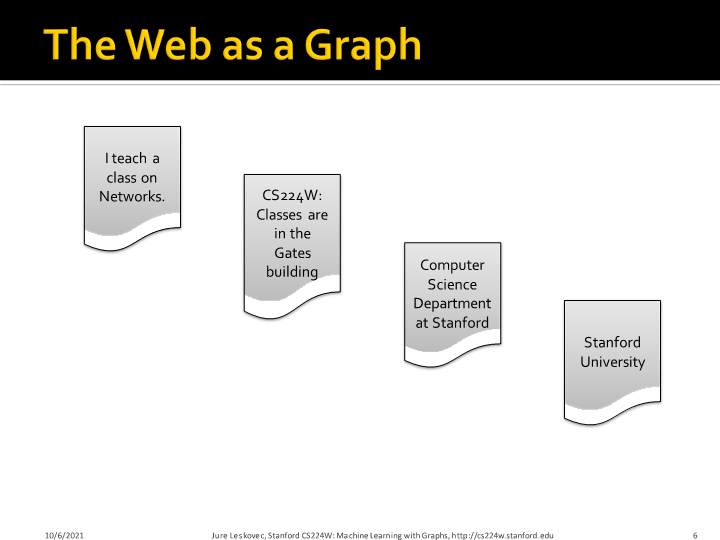 The Web as a Graph
I teach a
class on
Networks.
CS224W:
Classes are
in the
Gates
building
Computer
Science
Department
at Stanford
Stanford
University
10/6/2021
Jure Leskovec, Stanford CS224W: Machine Learning with Graphs, http://cs224w.stanford.edu
6